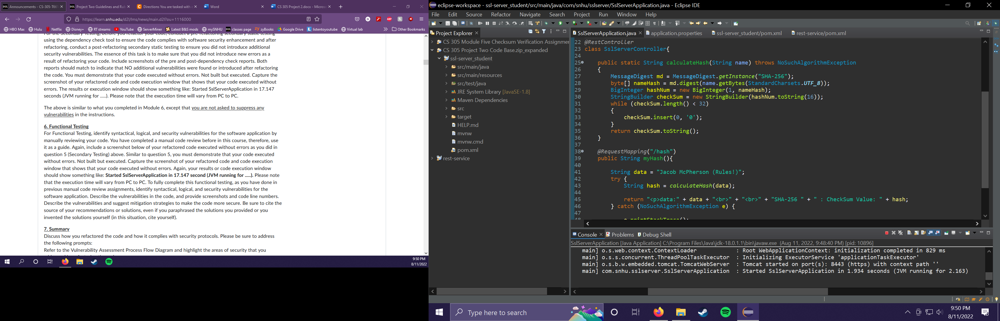 Announcements - CS-305-T661
Project Two Guidelines and Rub
Directions You are tasked with
Word
CS 305 Project 2.docx - Microso
https://learn.snhu.edu/d2l/lms/news/main.d2l?ou=1116000
HBO Max Hulu Netflix Disney+ RT streams YouTube ServerMiner Latest B&S mods mySNHU classes page zyBooks Google Drive listentoyoutube Virtual lab Other Bookmarks
For the Secondary Testing, before you refactor your code, conduct a pre-refactoring secondary static testing
using the dependency check tool to ensure the code complies with software security enhancement and after
refactoring, conduct a post-refactoring secondary static testing to ensure you did not introduce additional
security vulnerabilities. The essence of this task is to make sure that you did not introduce new errors as a
result of refactoring your code. Include screenshots of the pre and post-dependency check reports. Both
reports should match to indicate that NO additional vulnerabilities were found or introduced after refactoring
the code. You must demonstrate that your code executed without errors. Not built but executed. Capture the
screenshot of your refactored code and code execution window that shows that your code executed without
errors. The results or execution window should show something like: Started SslServerApplication in 17.147
seconds (JVM running for .....). Please note that the execution time will vary from PC to PC.
The above is similar to what you completed in Module 6, except that you are not asked to suppress any
vulnerabilities in the instructions.
6. Functional Testing
For Functional Testing, identify syntactical, logical, and security vulnerabilities for the software application by
manually reviewing your code. You have completed a manual code review before in this course, therefore, use
it as a guide. Again, include a screenshot below of your refactored code executed without errors as you did in
question 5 (Secondary Testing) above. Similar to question 5, you must demonstrate that your code executed
without errors. Not built but executed. Capture the screenshot of your refactored code and code execution
window that shows that your code executed without errors. Again, your results or code execution window
should show something like: Started SslServerApplication in 17.147 second (JVM running for .....). Please note
that the execution time will vary from PC to PC. To fully complete this functional testing, as you have done in
previous manual code review assignments, identify syntactical, logical, and security vulnerabilities for the
software application. Describe the vulnerabilities in the code, and provide screenshots and code line numbers.
Describe the vulnerabilities and suggest mitigation strategies to make the code more secure. Be sure to cite the
source of your recommendations or solutions, even if you paraphrased the solutions you provided or you
invented the solutions yourself (in this situation, cite yourself).
7. Summary
Discuss how you refactored the code and how it complies with security protocols. Please be sure to address
the following prompts:
Refer to the Vulnerability Assessment Process Flow Diagram and highlight the areas of security that you
9:50 PM
8/11/2022
eclipse-workspace - ssl-server_student/src/main/java/com/snhu/sslserver/SslServerApplication.java - Eclipse IDE
File Edit Source Refactor Navigate Search Project Run Window Help
Project Explorer
CS 305 Module Five Checksum Verification Assignmen
CS 305 Project Two Code Base.zip_expanded
ssl-server_student
src/main/java
src/main/resources
src/test/java
JRE System Library [JavaSE-1.8]
Maven Dependencies
src
target
HELP.md
mvnw
mvnw.cmd
pom.xml
rest-service
SslServerApplication.java application.properties ssl-server_student/pom.xml rest-service/pom.xml
22 @RestController
23 class SslServerController{
24
25 public static String calculateHash(String name) throws NoSuchAlgorithmException
26 {
27 MessageDigest md = MessageDigest.getInstance("SHA-256");
28 byte[] nameHash = md.digest(name.getBytes(StandardCharsets.UTF_8));
29 BigInteger hashNum = new BigInteger(1, nameHash);
30 StringBuilder checkSum = new StringBuilder(hashNum.toString(16));
31 while (checkSum.length() < 32)
32 {
33 checkSum.insert(0, '0');
34 }
35 return checkSum.toString();
36 }
37
38 @RequestMapping("/hash")
39 public String myHash(){
40
41 String data = "Jacob McPherson (Rules!)";
42 try {
43 String hash = calculateHash(data);
44
45 return "<p>data:" + data + "<br>" + "<br>" + "SHA-256 " + " : CheckSum Value: " + hash;
46 } catch (NoSuchAlgorithmException e) {
47
48 e.printStackTrace();
Console Problems Debug Shell
SslServerApplication [Java Application] C:\Program Files\Java\jdk-18.0.1.1\bin\javaw.exe (Aug 11, 2022, 9:48:40 PM) [pid: 10896]
main] o.s.web.context.ContextLoader : Root WebApplicationContext: initialization completed in 829 ms
main] o.s.s.concurrent.ThreadPoolTaskExecutor : Initializing ExecutorService 'applicationTaskExecutor'
main] o.s.b.w.embedded.tomcat.TomcatWebServer : Tomcat started on port(s): 8443 (https) with context path ''
main] com.snhu.sslserver.SslServerApplication : Started SslServerApplication in 1.934 seconds (JVM running for 2.163)
Type here to search
9:50 PM
8/11/2022